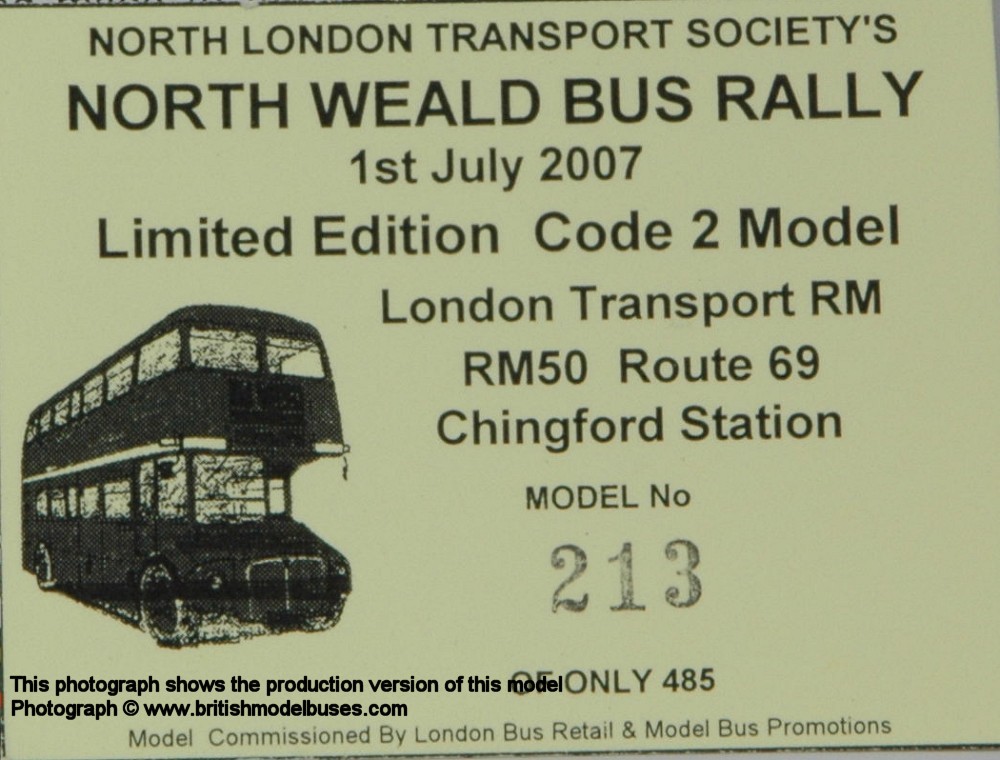 NORTH LONDON TRANSPORT SOCIETY'S
NORTH WEALD BUS RALLY
1st July 2007
Limited Edition Code 2 Model
London Transport RM
RM50 Route 69
Chingford Station
MODEL No
213
OF ONLY 485
This photograph shows the production version of this model
Photograph © www.britishmodelbuses.com
Model Commissioned By London Bus Retail & Model Bus Promotions